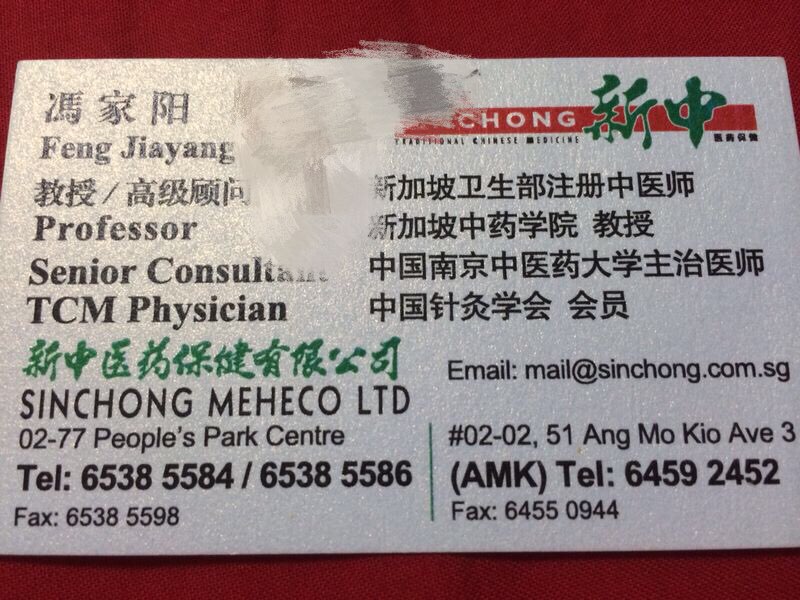 馮家阳
Feng Jiayang
教授/高级顾问
Professor
Senior Consultant
TCM Physician
CHONG 新中
TRADITIONAL CHINESE MEDICINE 医药保健
新加坡卫生部注册中医师
新加坡中药学院 教授
中国南京中医药大学主治医师
中国针灸学会 会员
新中医药保健有限公司
SINCHONG MEHECO LTD
Email: mail@sinchong.com.sg
02-77 People's Park Centre
Tel: 6538 5584 / 6538 5586
Fax: 6538 5598
#02-02, 51 Ang Mo Kio Ave 3
(AMK) Tel: 6459 2452
Fax: 6455 0944